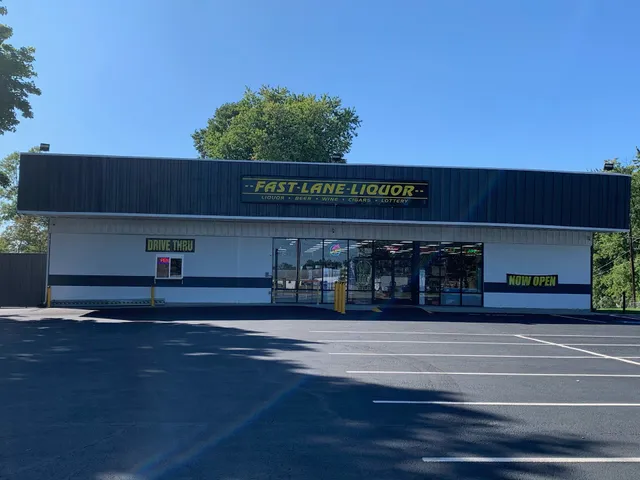 --FAST-LANE-LIQUOR--
LIQUOR • BEER • WINE • CIGARS • LOTTERY
DRIVE THRU
NOW OPEN